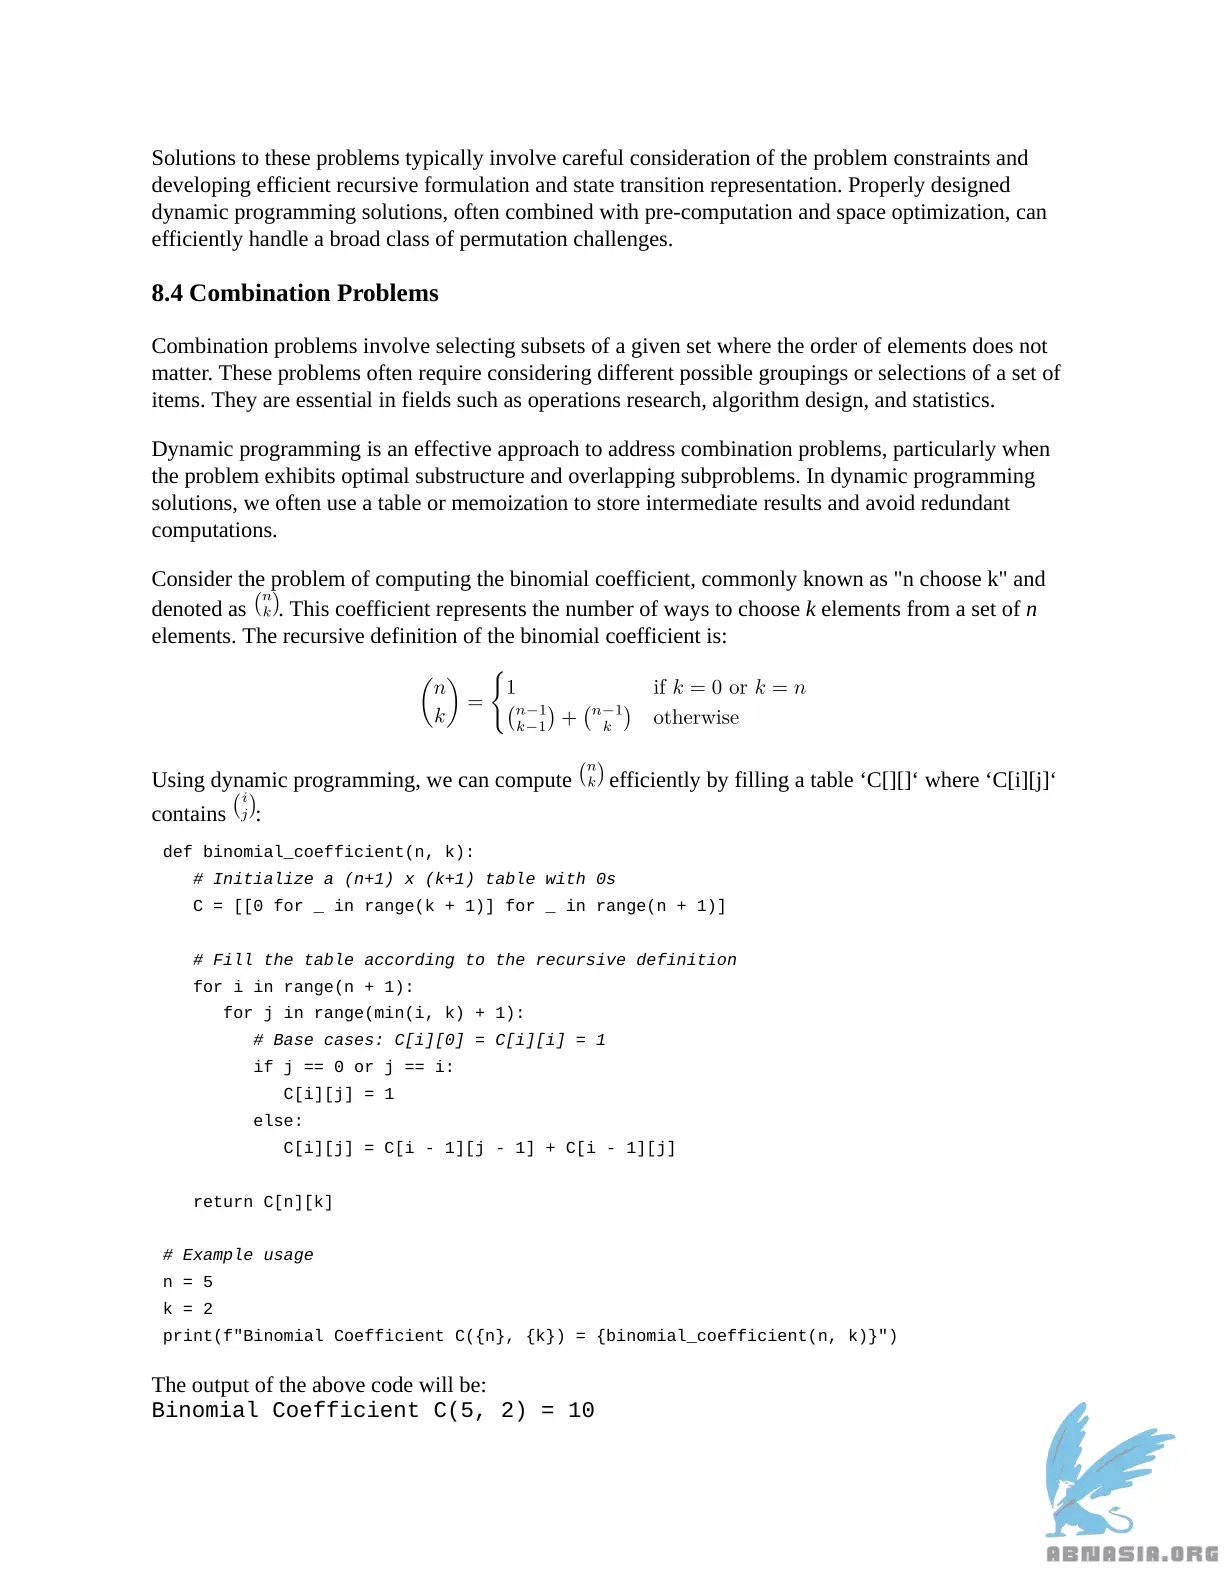 Solutions to these problems typically involve careful consideration of the problem constraints and
developing efficient recursive formulation and state transition representation. Properly designed
dynamic programming solutions, often combined with pre-computation and space optimization, can
efficiently handle a broad class of permutation challenges.
8.4 Combination Problems
Combination problems involve selecting subsets of a given set where the order of elements does not
matter. These problems often require considering different possible groupings or selections of a set of
items. They are essential in fields such as operations research, algorithm design, and statistics.
Dynamic programming is an effective approach to address combination problems, particularly when
the problem exhibits optimal substructure and overlapping subproblems. In dynamic programming
solutions, we often use a table or memoization to store intermediate results and avoid redundant
computations.
Consider the problem of computing the binomial coefficient, commonly known as "n choose k" and
denoted as (n k). This coefficient represents the number of ways to choose k elements from a set of n
elements. The recursive definition of the binomial coefficient is:
(n k) = { 1 if k = 0 or k = n
(n−1 k−1) + (n−1 k) otherwise
Using dynamic programming, we can compute (n k) efficiently by filling a table ‘C[][]‘ where ‘C[i][j]‘
contains (i j):
def binomial_coefficient(n, k):
   # Initialize a (n+1) x (k+1) table with 0s
   C = [[0 for _ in range(k + 1)] for _ in range(n + 1)]
   # Fill the table according to the recursive definition
   for i in range(n + 1):
      for j in range(min(i, k) + 1):
         # Base cases: C[i][0] = C[i][i] = 1
         if j == 0 or j == i:
            C[i][j] = 1
         else:
            C[i][j] = C[i - 1][j - 1] + C[i - 1][j]
   return C[n][k]
# Example usage
n = 5
k = 2
print(f"Binomial Coefficient C({n}, {k}) = {binomial_coefficient(n, k)}")
The output of the above code will be:
Binomial Coefficient C(5, 2) = 10
ABNASIA.ORG